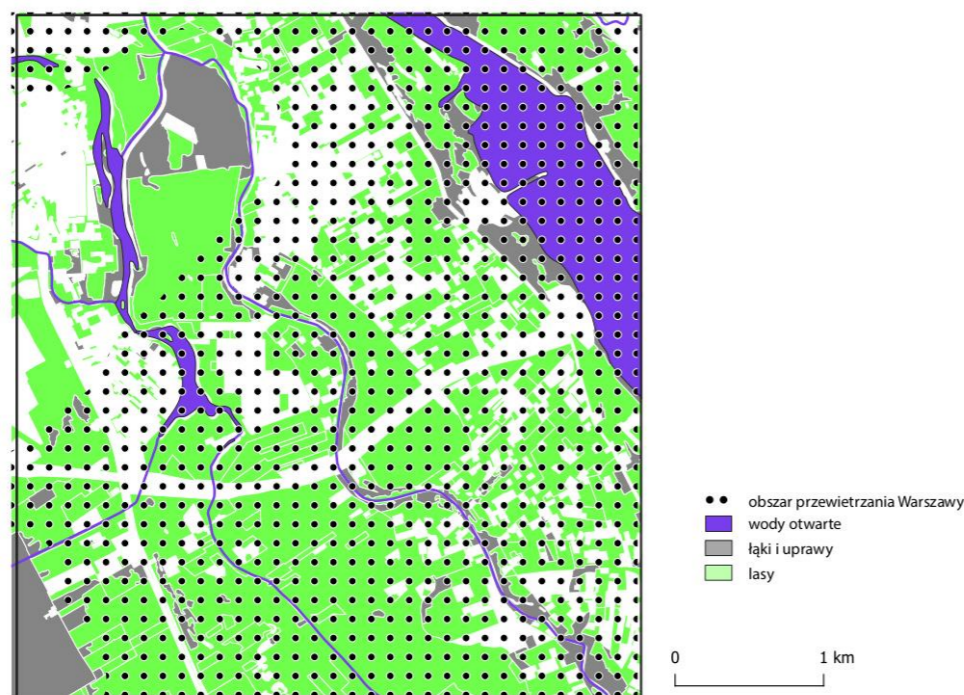 obszar przewietrzania Warszawy
wody otwarte
łąki i uprawy
lasy
0 1 km